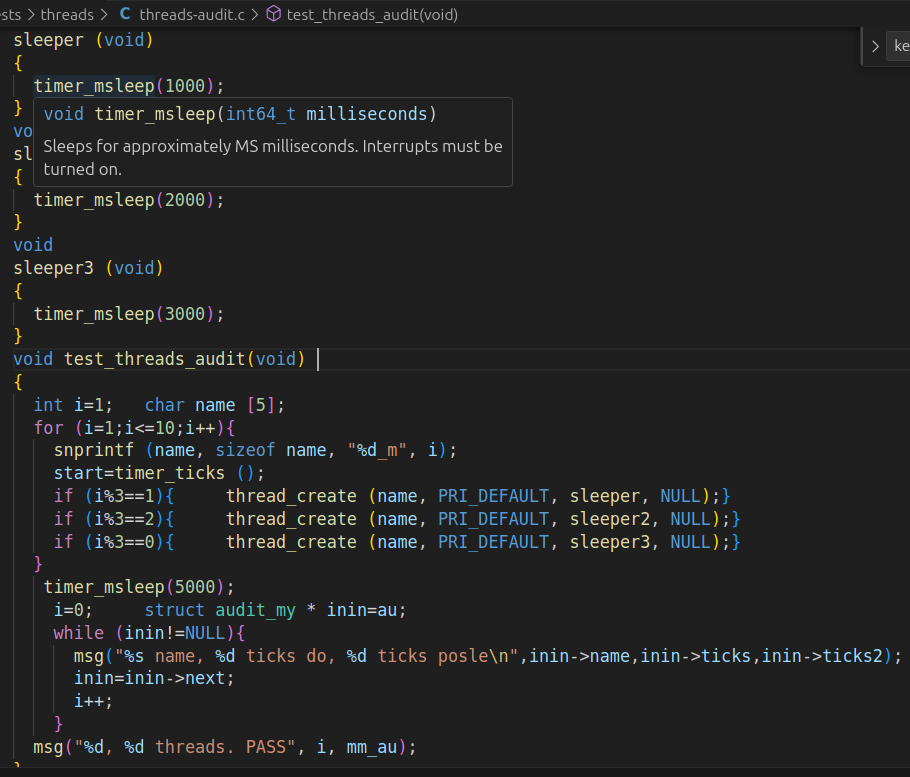 sts > threads > C threads-audit.c > test_threads_audit(void)
ke
sleeper (void)
{
timer_msleep(1000);
}
void timer_msleep(int64_t milliseconds)
Sleeps for approximately MS milliseconds. Interrupts must be
turned on.
vo
sl
{
timer_msleep(2000);
}
void
sleeper3 (void)
{
timer_msleep(3000);
}
void test_threads_audit(void)
{
int i=1;   char name [5];
for (i=1;i<=10;i++){
snprintf (name, sizeof name, "%d_m", i);
start=timer_ticks ();
if (i%3==1){     thread_create (name, PRI_DEFAULT, sleeper, NULL);}
if (i%3==2){     thread_create (name, PRI_DEFAULT, sleeper2, NULL);}
if (i%3==0){     thread_create (name, PRI_DEFAULT, sleeper3, NULL);}
}
timer_msleep(5000);
i=0;     struct audit_my * inin=au;
while (inin!=NULL){
msg("%s name, %d ticks do, %d ticks posle\n",inin->name,inin->ticks,inin->ticks2);
inin=inin->next;
i++;
}
msg("%d, %d threads. PASS", i, mm_au);
}